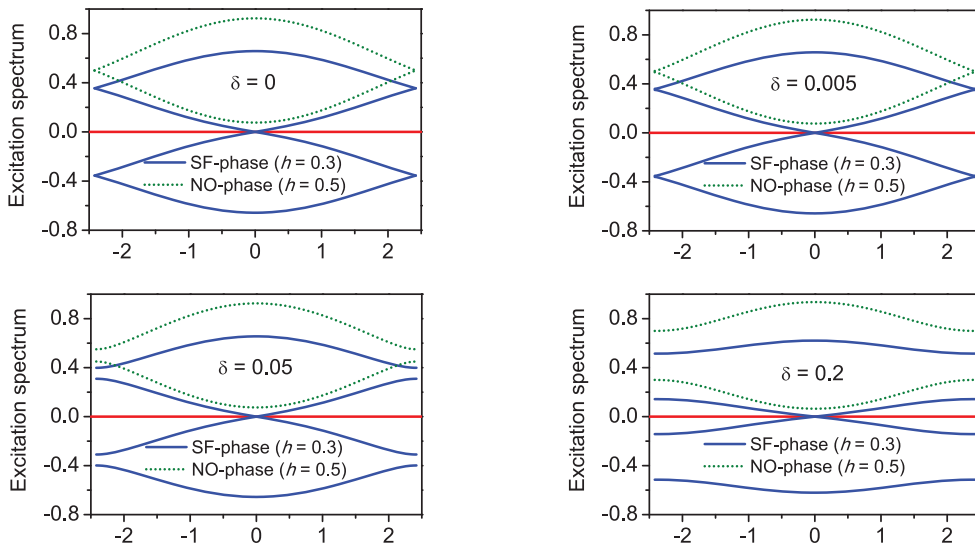 Excitation spectrum
0.8
0.4
0.0
-0.4
-0.8
δ = 0
SF-phase (h = 0.3)
NO-phase (h = 0.5)
-2 -1 0 1 2
Excitation spectrum
0.8
0.4
0.0
-0.4
-0.8
δ = 0.005
SF-phase (h = 0.3)
NO-phase (h = 0.5)
-2 -1 0 1 2
Excitation spectrum
0.8
0.4
0.0
-0.4
-0.8
δ = 0.05
SF-phase (h = 0.3)
NO-phase (h = 0.5)
-2 -1 0 1 2
Excitation spectrum
0.8
0.4
0.0
-0.4
-0.8
δ = 0.2
SF-phase (h = 0.3)
NO-phase (h = 0.5)
-2 -1 0 1 2